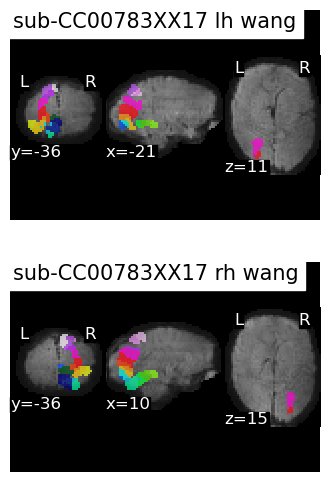 sub-CC00783XX17 lh wang
L R L R
y=-36 x=-21 z=11
sub-CC00783XX17 rh wang
L R L R
y=-36 x=10 z=15